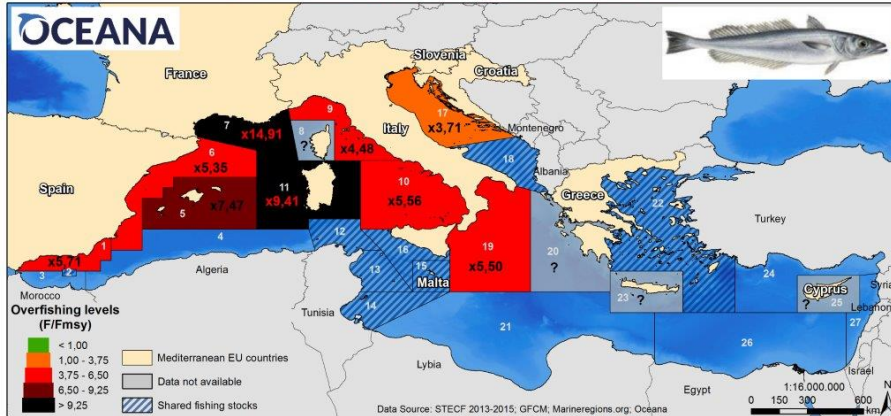 OCEANA
Slovenia
France
Croatia
7
x14,91
9
8
?
Italy
17
x3,71
Montenegro
6
x5,35
x4,48
18
Albania
Spain
5
x7,47
11
x9,41
10
x5,56
Greece
22
Turkey
1
x5,71
4
12
16
19
x5,50
20
?
3
2
Algeria
13
15
Malta
24
Cyprus
Syria
Morocco
14
23
?
?
25
Lebanon
Tunisia
21
26
27
Israel
Overfishing levels
(F/Fmsy)
< 1,00
1,00 - 3,75
3,75 - 6,50
6,50 - 9,25
> 9,25
Mediterranean EU countries
Data not available
Shared fishing stocks
Lybia
Egypt
1:16.000.000
0 150 300 600
km
N
Data Source: STECF 2013-2015; GFCM; Marineregions.org; Oceana